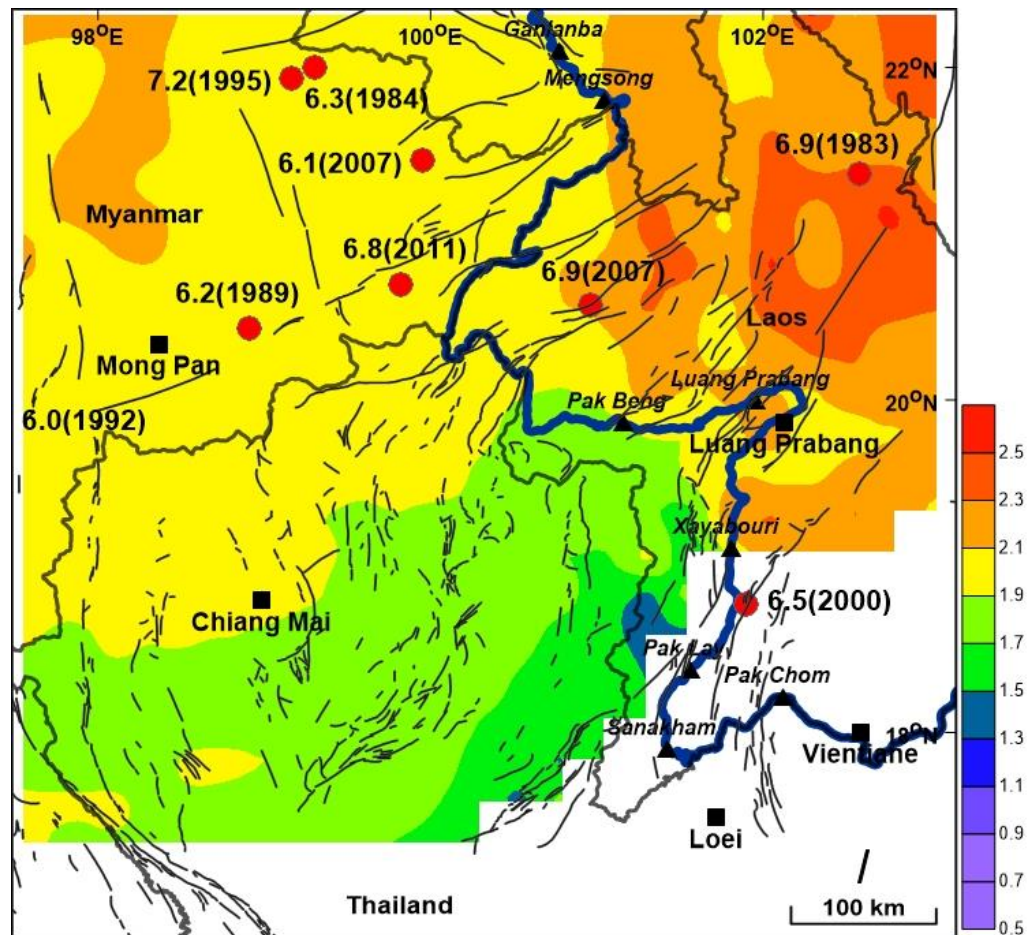 98°E
100°E
102°E
Ganlanba
22°N
Mengsong
7.2(1995)
6.3(1984)
6.9(1983)
6.1(2007)
Myanmar
6.8(2011)
6.9(2007)
6.2(1989)
Laos
Mong Pan
Luang Prabang
Pak Beng
20°N
6.0(1992)
Luang Prabang
2.5
2.3
Xayabouri
2.1
1.9
6.5(2000)
Chiang Mai
1.7
Pak Lay
Pak Chom
1.5
Sanakham
18°N
1.3
Vientiane
1.1
Loei
0.9
0.7
Thailand
100 km
0.5